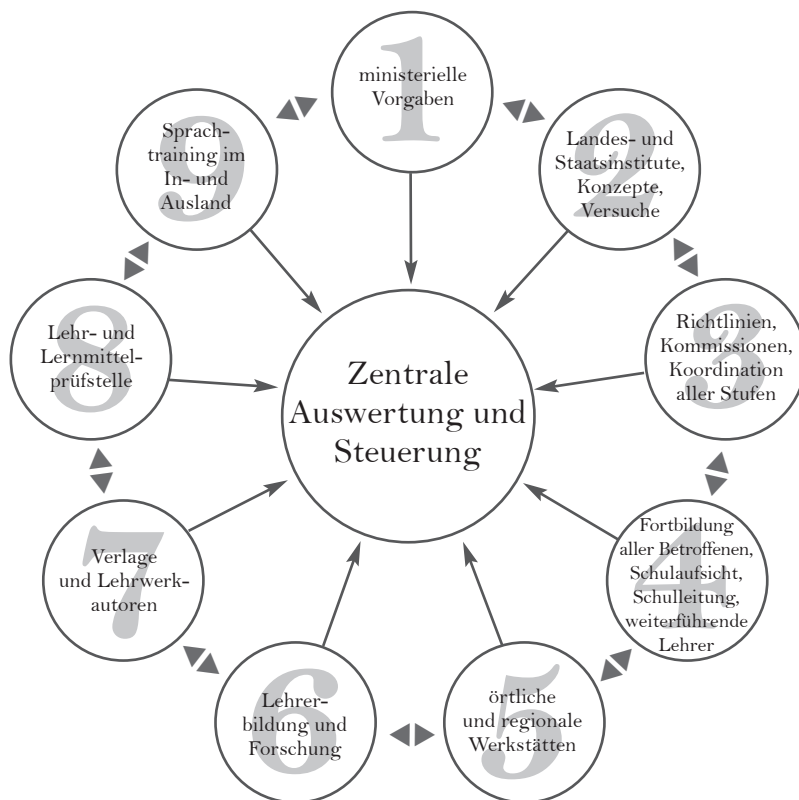 1
ministerielle
Vorgaben
2
Landes- und
Staatsinstitute,
Konzepte,
Versuche
3
Richtlinien,
Kommissionen,
Koordination
aller Stufen
4
Fortbildung
aller Betroffenen,
Schulaufsicht,
Schulleitung,
weiterführende
Lehrer
5
örtliche
und regionale
Werkstätten
6
Lehrer-
bildung und
Forschung
7
Verlage
und Lehrwerk-
autoren
8
Lehr- und
Lernmittel-
prüfstelle
9
Sprach-
training im
In- und
Ausland
Zentrale
Auswertung und
Steuerung